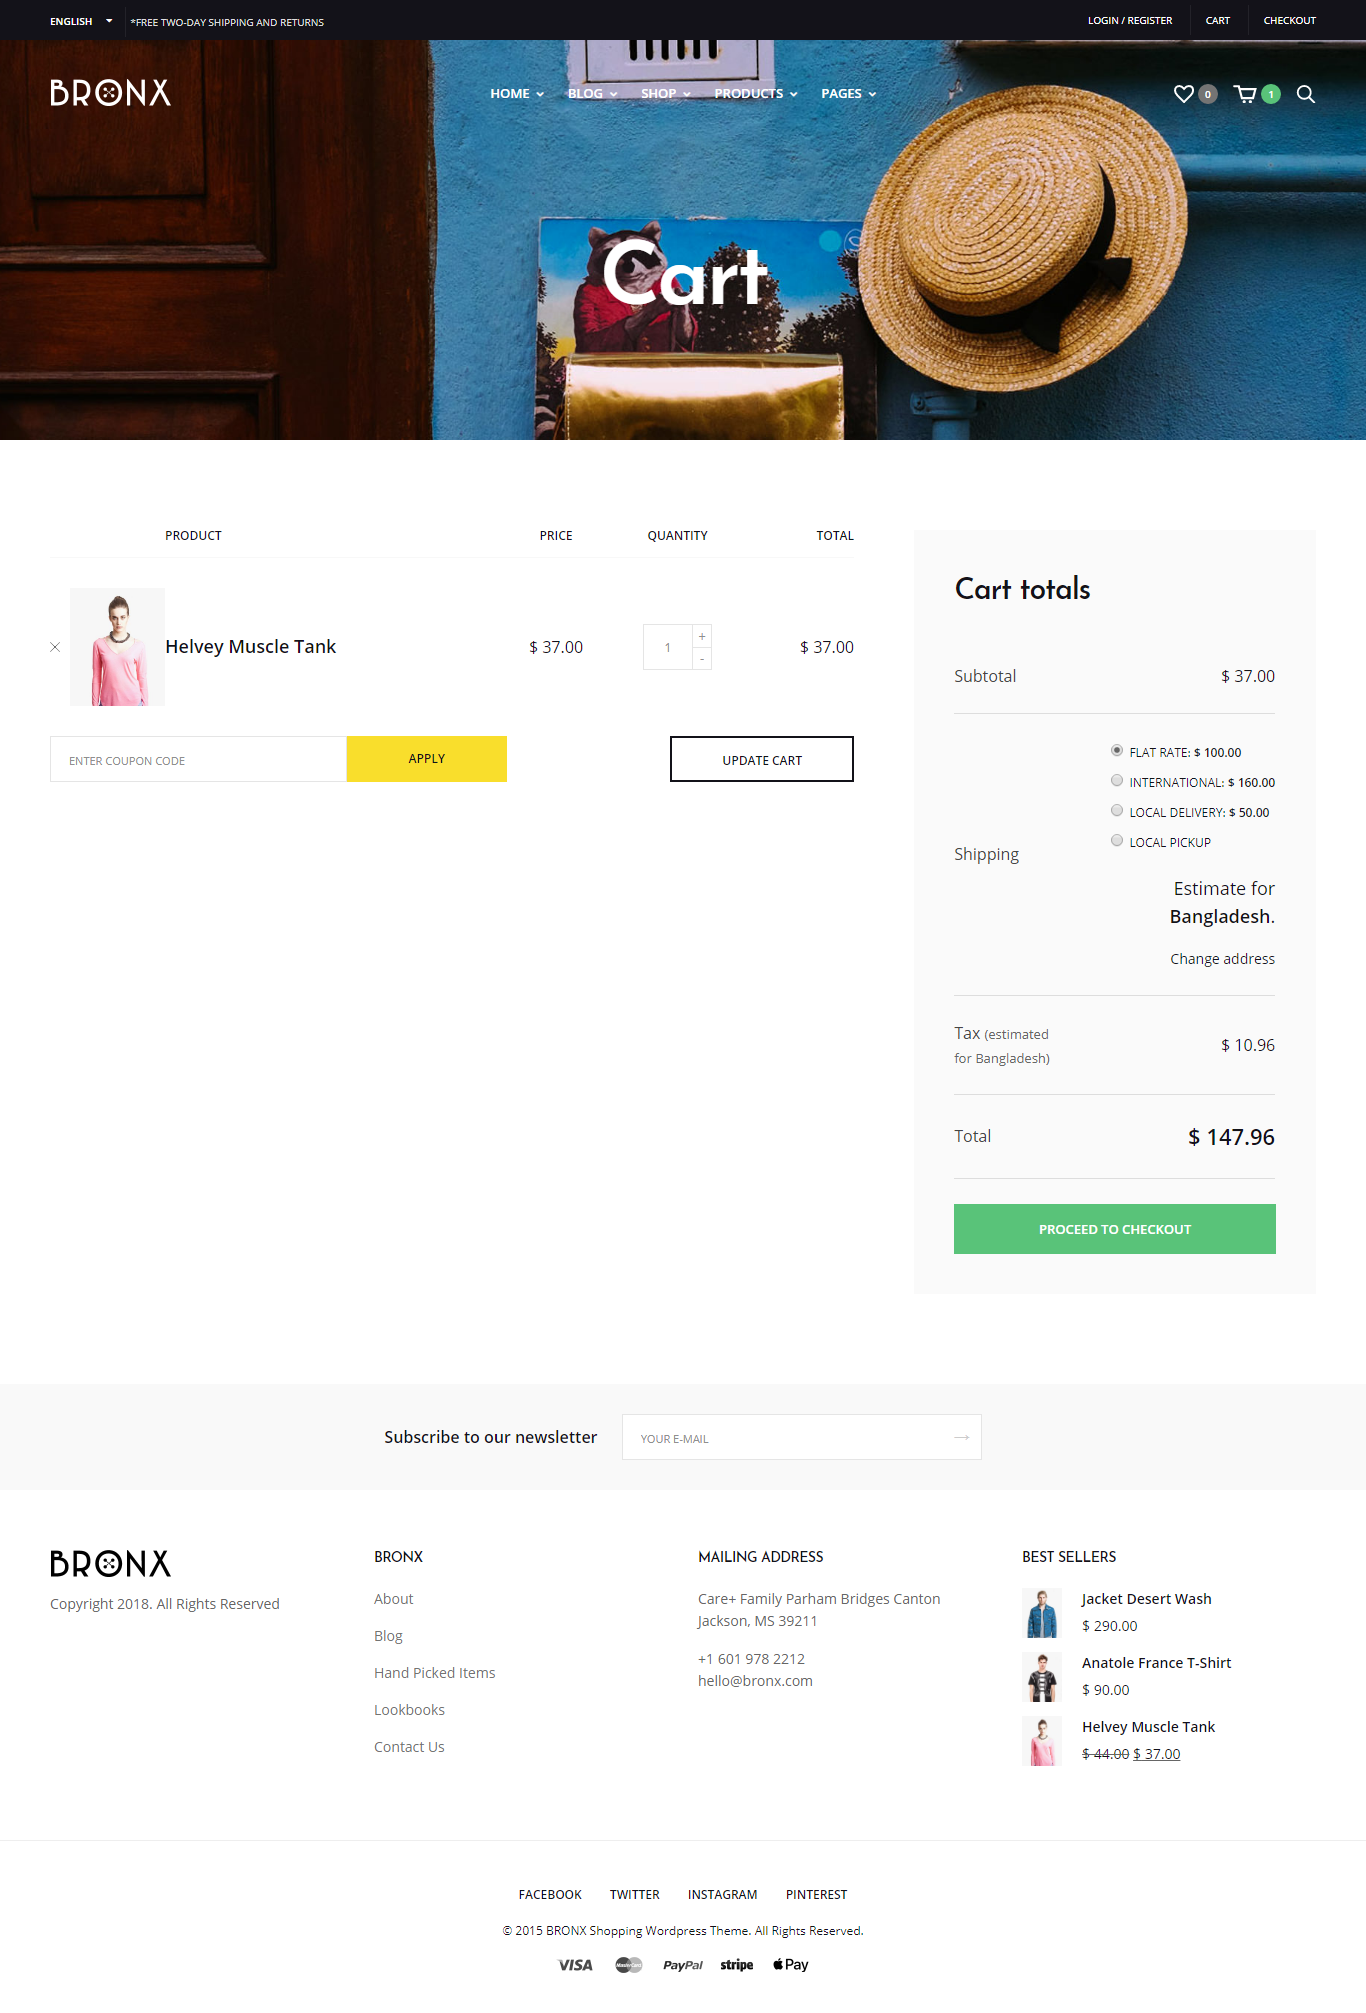 ENGLISH
*FREE TWO-DAY SHIPPING AND RETURNS
LOGIN / REGISTER
CART
CHECKOUT
BRONX
HOME
BLOG
SHOP
PRODUCTS
PAGES
0
1
Cart
PRODUCT
PRICE
QUANTITY
TOTAL
Helvey Muscle Tank
$ 37.00
1
+
-
$ 37.00
ENTER COUPON CODE
APPLY
UPDATE CART
Cart totals
Subtotal
$ 37.00
Shipping
FLAT RATE: $ 100.00
INTERNATIONAL: $ 160.00
LOCAL DELIVERY: $ 50.00
LOCAL PICKUP
Estimate for
Bangladesh.
Change address
Tax (estimated
for Bangladesh)
$ 10.96
Total
$ 147.96
PROCEED TO CHECKOUT
Subscribe to our newsletter
YOUR E-MAIL
BRONX
Copyright 2018. All Rights Reserved
BRONX
About
Blog
Hand Picked Items
Lookbooks
Contact Us
MAILING ADDRESS
Care+ Family Parham Bridges Canton
Jackson, MS 39211
+1 601 978 2212
hello@bronx.com
BEST SELLERS
Jacket Desert Wash
$ 290.00
Anatole France T-Shirt
$ 90.00
Helvey Muscle Tank
$ 44.00 $ 37.00
FACEBOOK
TWITTER
INSTAGRAM
PINTEREST
© 2015 BRONX Shopping Wordpress Theme. All Rights Reserved.
VISA
MasterCard
PayPal
stripe
Pay